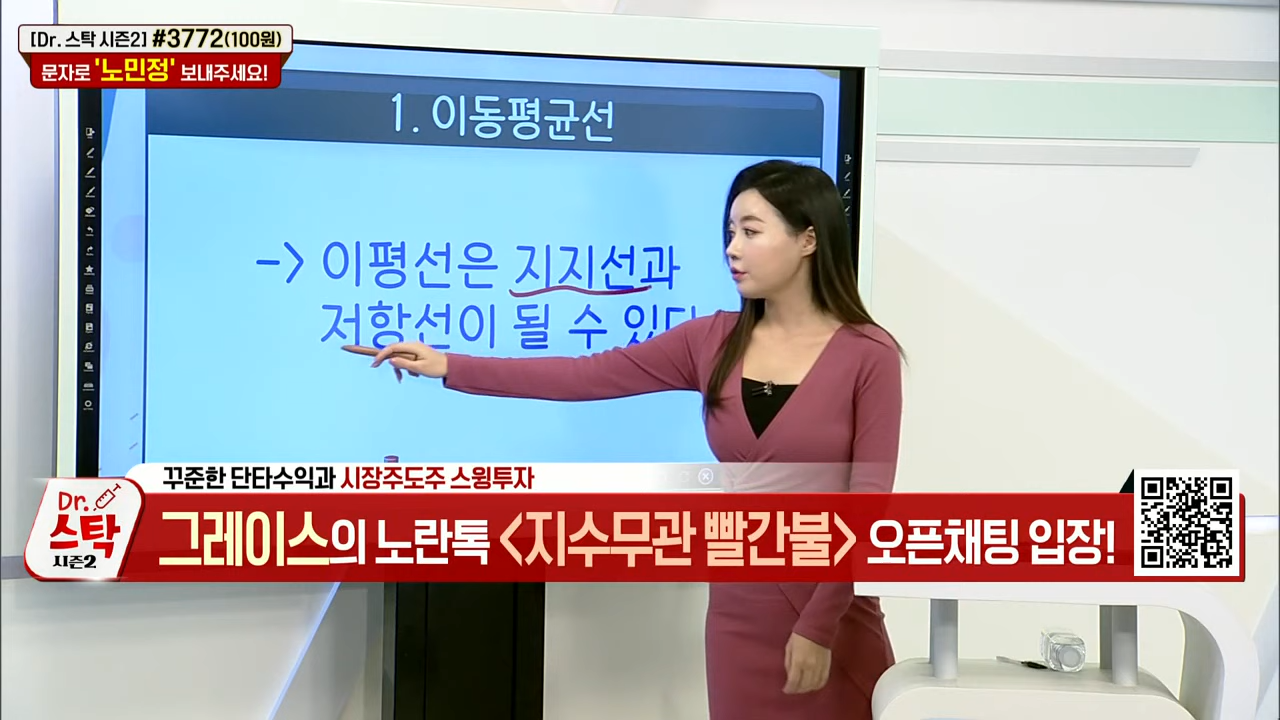 [Dr. 스탁 시즌2] #3772(100원)
문자로 '노민정' 보내주세요!
1. 이동평균선
-> 이평선은 지지선과
저항선이 될 수 있다
꾸준한 단타수익과 시장주도주 스윙투자
Dr.
스탁
시즌2
그레이스의 노란톡 <지수무관 빨간불> 오픈채팅 입장!